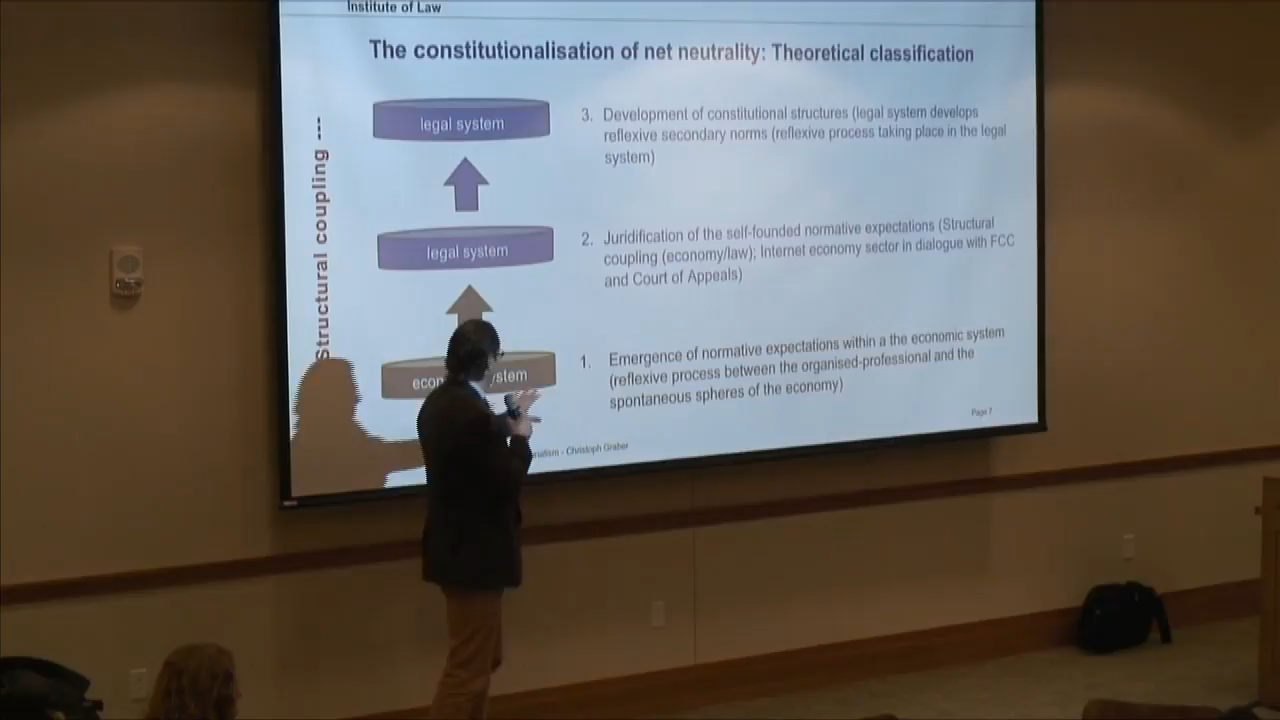 Institute of Law
The constitutionalisation of net neutrality: Theoretical classification
Structural coupling ----
legal system
3. Development of constitutional structures (legal system develops
reflexive secondary norms (reflexive process taking place in the legal
system)
legal system
2. Juridification of the self-founded normative expectations (Structural
coupling (economy/law); Internet economy sector in dialogue with FCC
and Court of Appeals)
1. Emergence of normative expectations within a the economic system
(reflexive process between the organised-professional and the
spontaneous spheres of the economy)
- Christoph Graber
Page 7